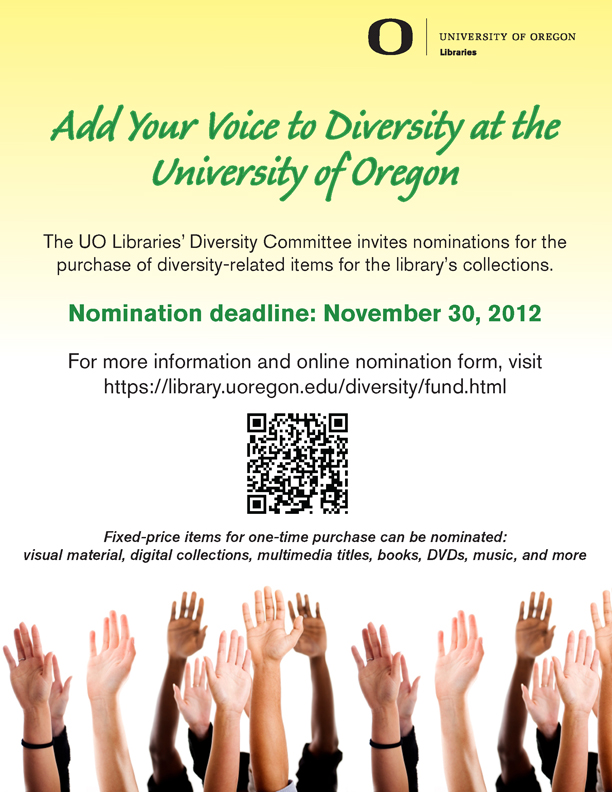 O
UNIVERSITY OF OREGON
Libraries
Add Your Voice to Diversity at the
University of Oregon
The UO Libraries' Diversity Committee invites nominations for the
purchase of diversity-related items for the library's collections.
Nomination deadline: November 30, 2012
For more information and online nomination form, visit
https://library.uoregon.edu/diversity/fund.html
Fixed-price items for one-time purchase can be nominated:
visual material, digital collections, multimedia titles, books, DVDs, music, and more